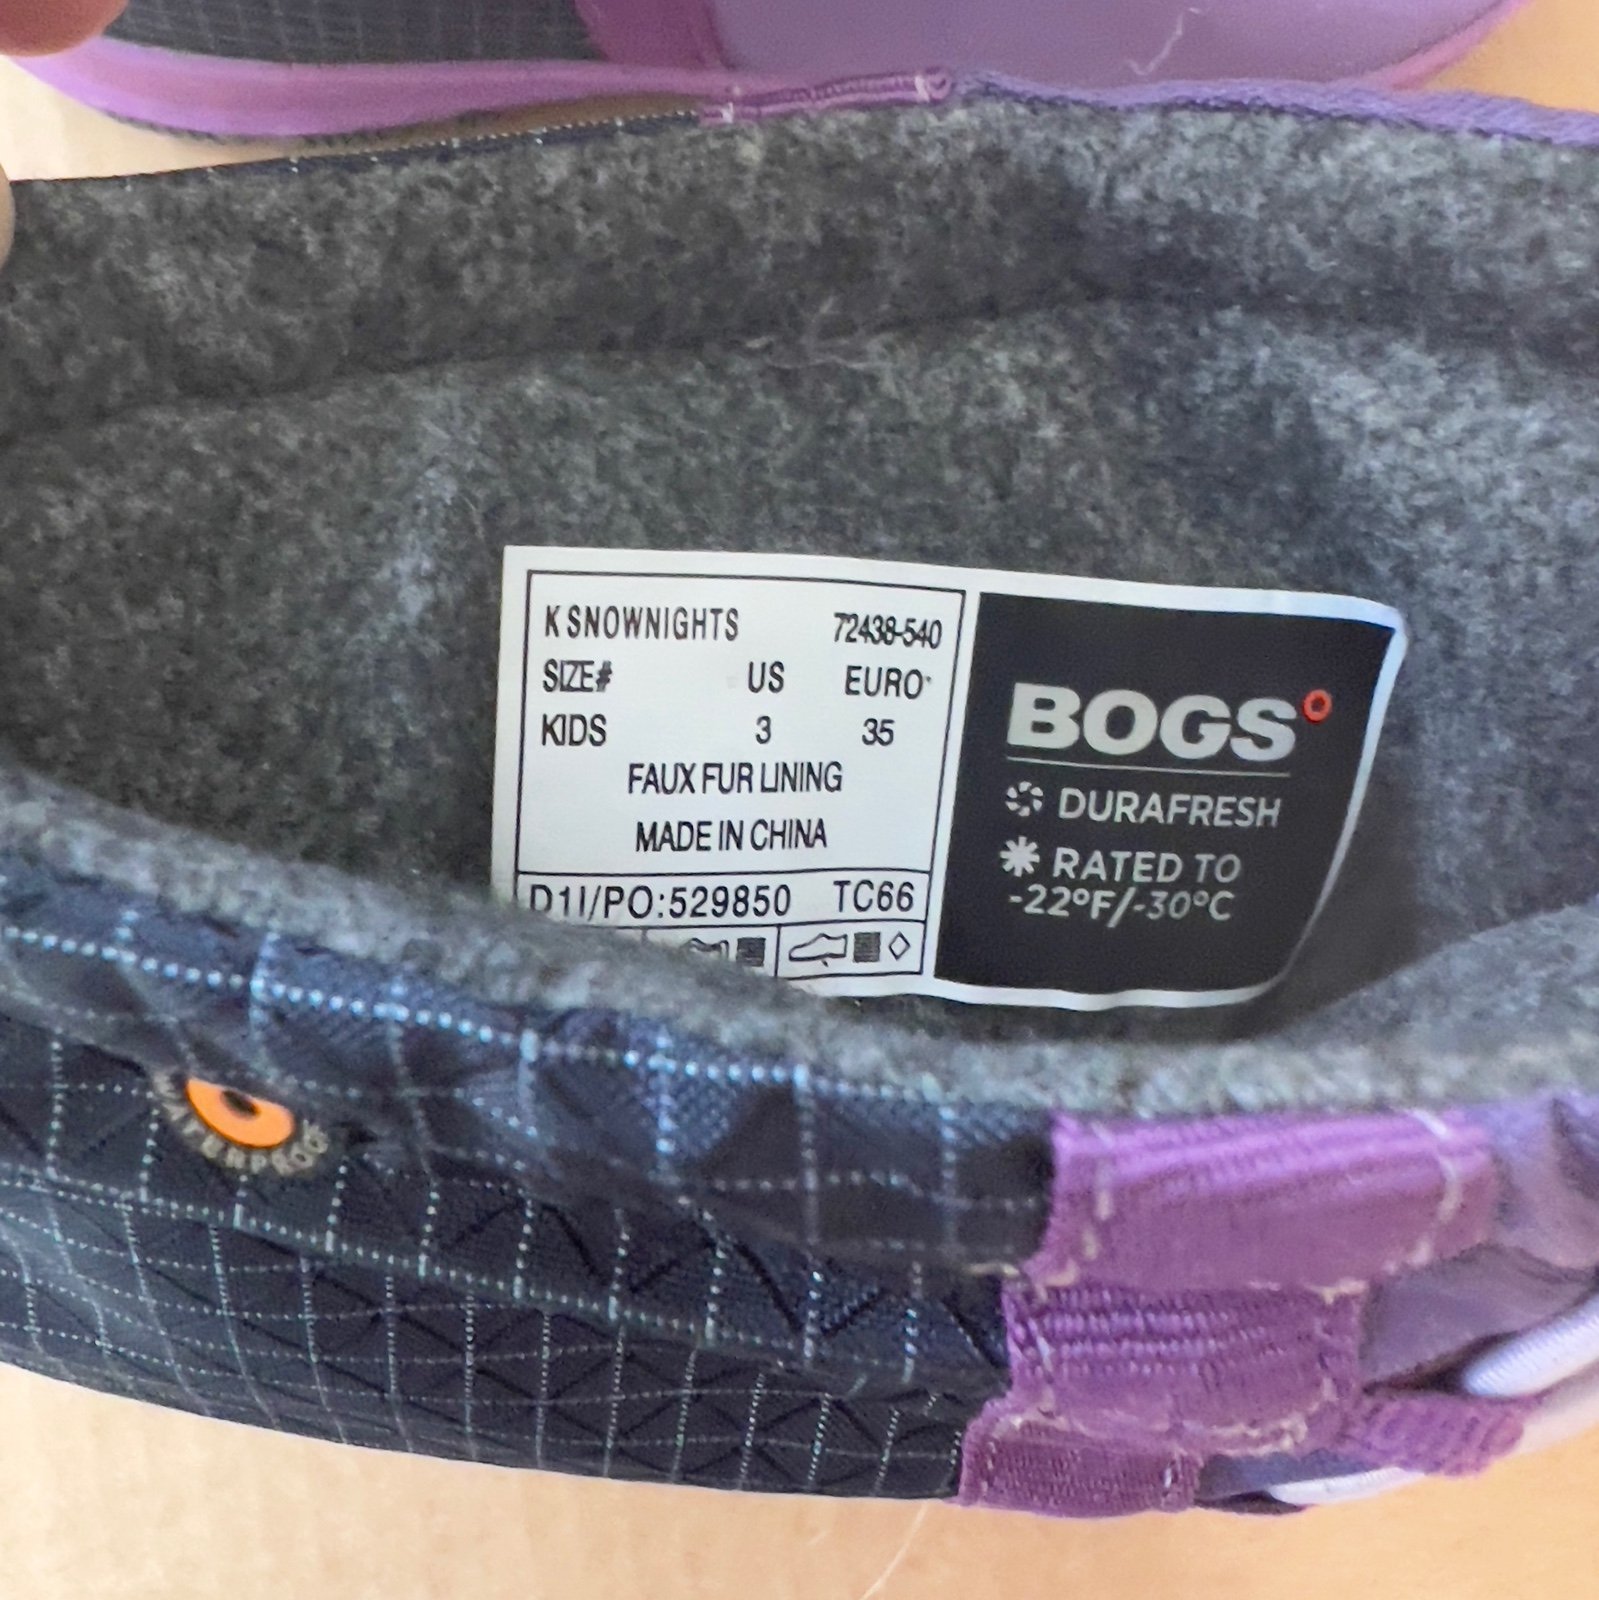 K SNOWNIGHTS 72438-540
SIZE# US EURO
KIDS 3 35
FAUX FUR LINING
MADE IN CHINA
D1I/PO:529850 TC66
BOGS
DURAFRESH
RATED TO
-22°F/-30°C
WATERPROOF